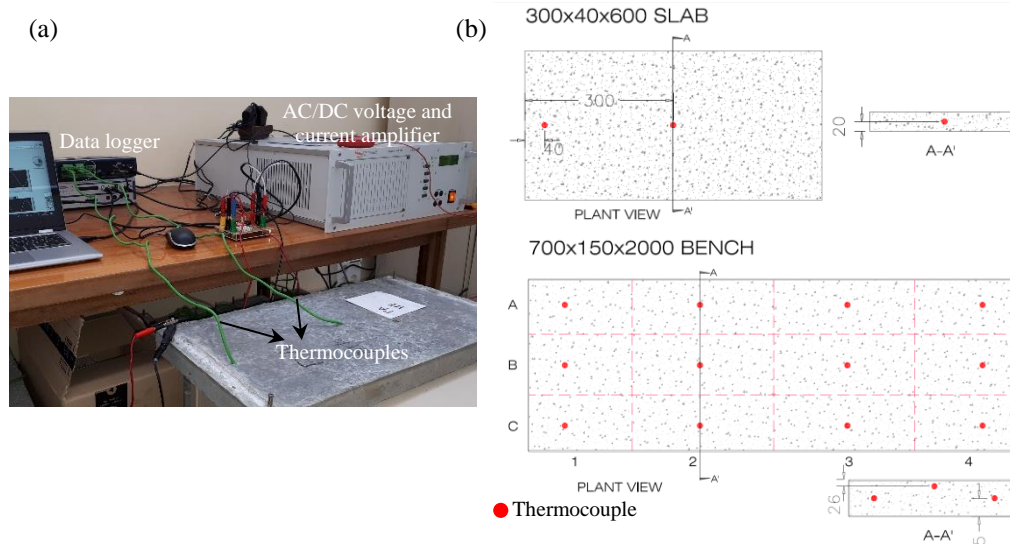 (a)
Data logger
AC/DC voltage and
current amplifier
Thermocouples
(b)
300x40x600 SLAB
A
300
40
A'
PLANT VIEW
20
A-A'
700x150x2000 BENCH
A
A
B
C
1
2
3
4
A'
PLANT VIEW
26
A-A'
Thermocouple